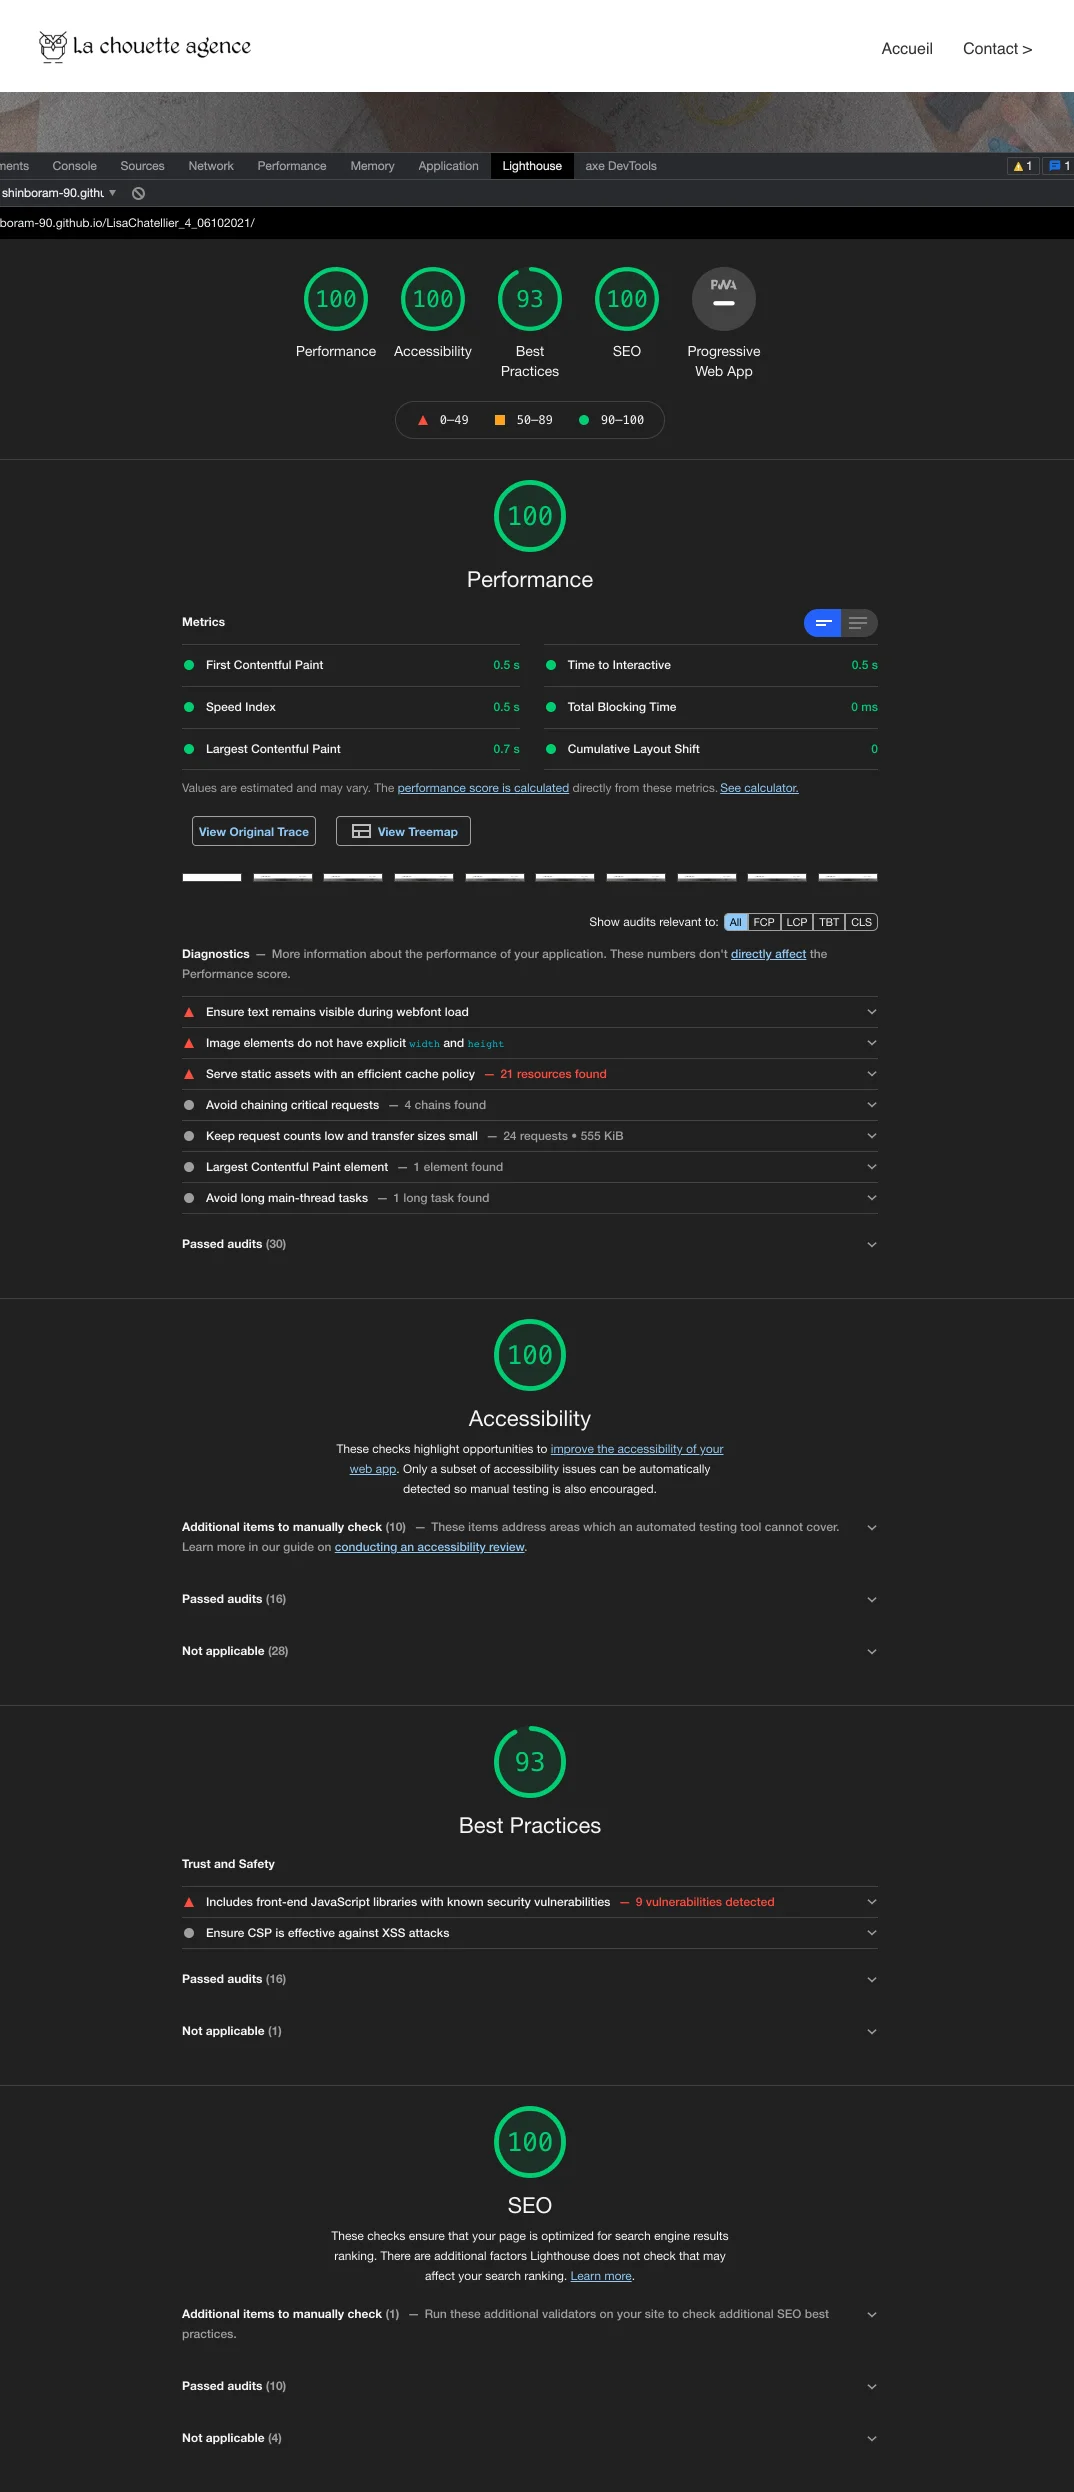 La chouette agence
Accueil Contact >
ments Console Sources Network Performance Memory Application Lighthouse axe DevTools 1 1
shinboram-90.githu
boram-90.github.io/LisaChatellier_4_06102021/
100 100 93 100 PWA
Performance Accessibility Best Practices SEO Progressive Web App
0–49 50–89 90–100
100
Performance
Metrics
First Contentful Paint 0.5 s Time to Interactive 0.5 s
Speed Index 0.5 s Total Blocking Time 0 ms
Largest Contentful Paint 0.7 s Cumulative Layout Shift 0
Values are estimated and may vary. The performance score is calculated directly from these metrics. See calculator.
View Original Trace View Treemap
Show audits relevant to: All FCP LCP TBT CLS
Diagnostics — More information about the performance of your application. These numbers don't directly affect the
Performance score.
Ensure text remains visible during webfont load
Image elements do not have explicit width and height
Serve static assets with an efficient cache policy — 21 resources found
Avoid chaining critical requests — 4 chains found
Keep request counts low and transfer sizes small — 24 requests • 555 KiB
Largest Contentful Paint element — 1 element found
Avoid long main-thread tasks — 1 long task found
Passed audits (30)
100
Accessibility
These checks highlight opportunities to improve the accessibility of your
web app. Only a subset of accessibility issues can be automatically
detected so manual testing is also encouraged.
Additional items to manually check (10) — These items address areas which an automated testing tool cannot cover.
Learn more in our guide on conducting an accessibility review.
Passed audits (16)
Not applicable (28)
93
Best Practices
Trust and Safety
Includes front-end JavaScript libraries with known security vulnerabilities — 9 vulnerabilities detected
Ensure CSP is effective against XSS attacks
Passed audits (16)
Not applicable (1)
100
SEO
These checks ensure that your page is optimized for search engine results
ranking. There are additional factors Lighthouse does not check that may
affect your search ranking. Learn more.
Additional items to manually check (1) — Run these additional validators on your site to check additional SEO best
practices.
Passed audits (10)
Not applicable (4)